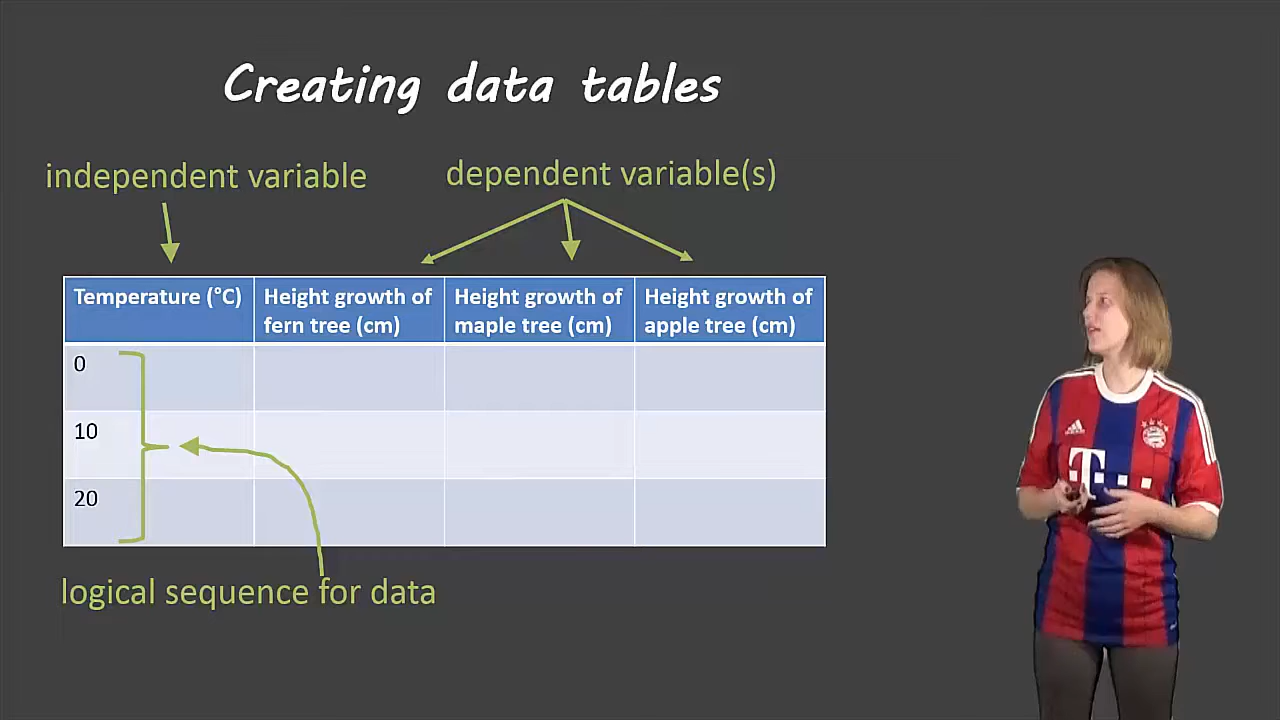 Creating data tables
independent variable
dependent variable(s)
Temperature (°C)
Height growth of
fern tree (cm)
Height growth of
maple tree (cm)
Height growth of
apple tree (cm)
0
10
20
logical sequence for data
adidas
T